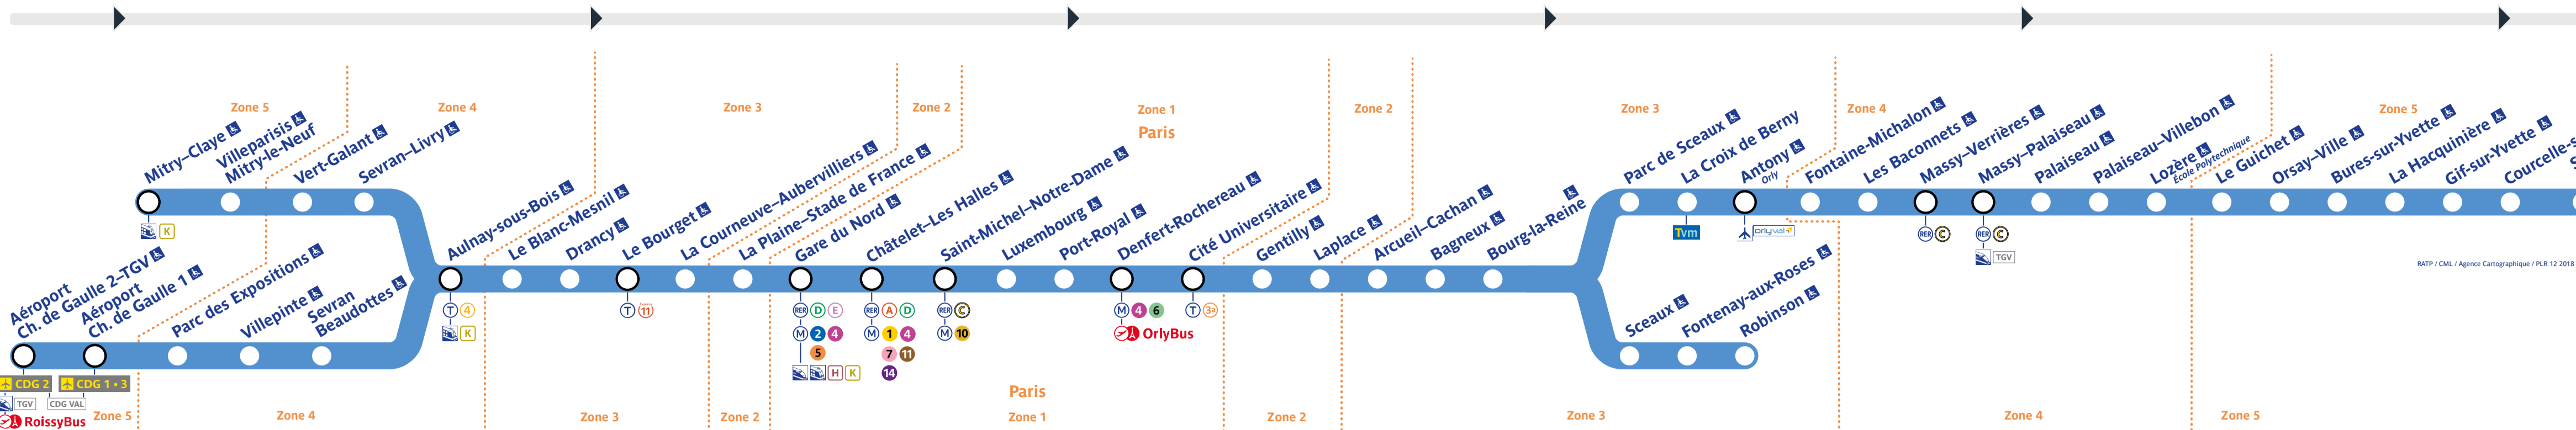 Zone 5
Zone 4
Zone 3
Zone 2
Zone 1
Paris
Zone 2
Zone 3
Zone 4
Zone 5
Mitry–Claye
Villeparisis
Mitry-le-Neuf
Vert-Galant
Sevran–Livry
K
Aéroport
Ch. de Gaulle 2–TGV
Aéroport
Ch. de Gaulle 1
Parc des Expositions
Villepinte
Sevran
Beaudottes
CDG 2
CDG 1 • 3
TGV
CDG VAL
RoissyBus
Aulnay-sous-Bois
T 4
K
Le Blanc-Mesnil
Drancy
Le Bourget
T 11
La Courneuve–Aubervilliers
La Plaine–Stade de France
Gare du Nord
RER D E
M 2 4
5
H K
Châtelet–Les Halles
RER A D
M 1 4
7 11
14
Saint-Michel–Notre-Dame
RER C
M 10
Luxembourg
Port-Royal
Denfert-Rochereau
M 4 6
OrlyBus
Cité Universitaire
T 3a
Gentilly
Laplace
Arcueil–Cachan
Bagneux
Bourg-la-Reine
Sceaux
Fontenay-aux-Roses
Robinson
Parc de Sceaux
La Croix de Berny
Tvm
Antony
Orly
orlyval
Fontaine-Michalon
Les Baconnets
Massy–Verrières
RER C
Massy–Palaiseau
RER C
TGV
Palaiseau
Palaiseau–Villebon
Lozère
École Polytechnique
Le Guichet
Orsay–Ville
Bures-sur-Yvette
La Hacquinière
Gif-sur-Yvette
Courcelle-s
RATP / CML / Agence Cartographique / PLR 12 2018
Zone 5
Zone 4
Zone 3
Zone 2
Paris
Zone 1
Zone 2
Zone 3
Zone 4
Zone 5